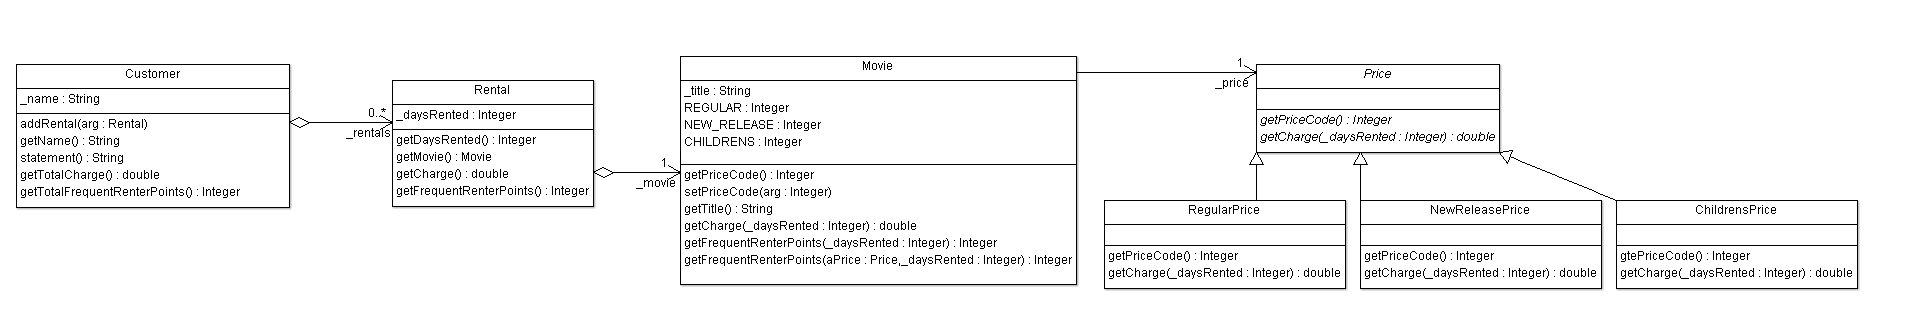 Customer
_name : String
addRental(arg : Rental)
getName() : String
statement() : String
getTotalCharge() : double
getTotalFrequentRenterPoints() : Integer
0..*
_rentals
Rental
_daysRented : Integer
getDaysRented() : Integer
getMovie() : Movie
getCharge() : double
getFrequentRenterPoints() : Integer
1
_movie
Movie
_title : String
REGULAR : Integer
NEW_RELEASE : Integer
CHILDRENS : Integer
getPriceCode() : Integer
setPriceCode(arg : Integer)
getTitle() : String
getCharge(_daysRented : Integer) : double
getFrequentRenterPoints(_daysRented : Integer) : Integer
getFrequentRenterPoints(aPrice : Price,_daysRented : Integer) : Integer
1
_price
Price
getPriceCode() : Integer
getCharge(_daysRented : Integer) : double
RegularPrice
getPriceCode() : Integer
getCharge(_daysRented : Integer) : double
NewReleasePrice
getPriceCode() : Integer
getCharge(_daysRented : Integer) : double
ChildrensPrice
gtePriceCode() : Integer
getCharge(_daysRented : Integer) : double